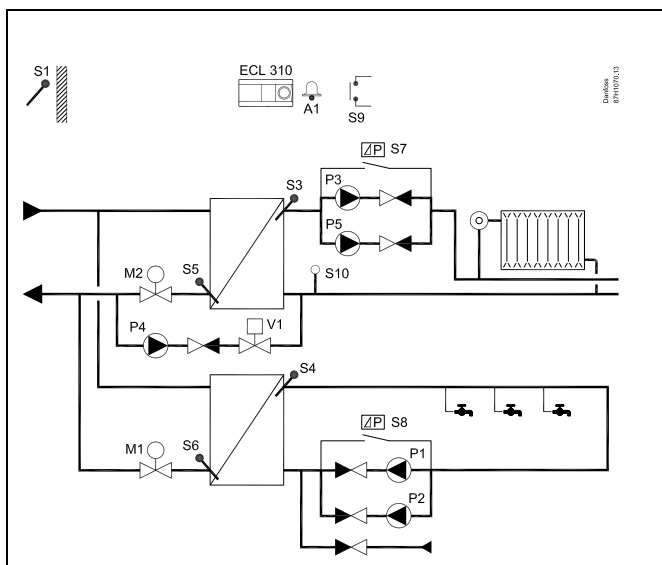 S1
ECL 310
A1
S9
Danfoss
87H1070.13
S3
P S7
P3
P5
M2
S5
S10
P4
V1
S4
P S8
M1
S6
P1
P2